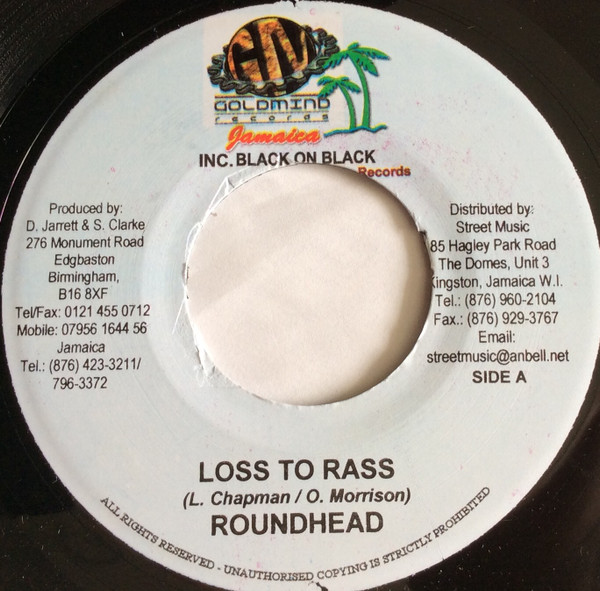 GM
GOLDMIND
records
Jamaica
INC. BLACK ON BLACK
Records
Produced by:
D. Jarrett & S. Clarke
276 Monument Road
Edgbaston
Birmingham,
B16 8XF
Tel/Fax: 0121 455 0712
Mobile: 07956 1644 56
Jamaica
Tel.: (876) 423-3211/
796-3372
Distributed by:
Street Music
85 Hagley Park Road
The Domes, Unit 3
Kingston, Jamaica W.I.
Tel.: (876) 960-2104
Fax.: (876) 929-3767
Email:
streetmusic@anbell.net
SIDE A
LOSS TO RASS
(L. Chapman / O. Morrison)
ROUNDHEAD
ALL RIGHTS RESERVED - UNAUTHORISED COPYING IS STRICTLY PROHIBITED